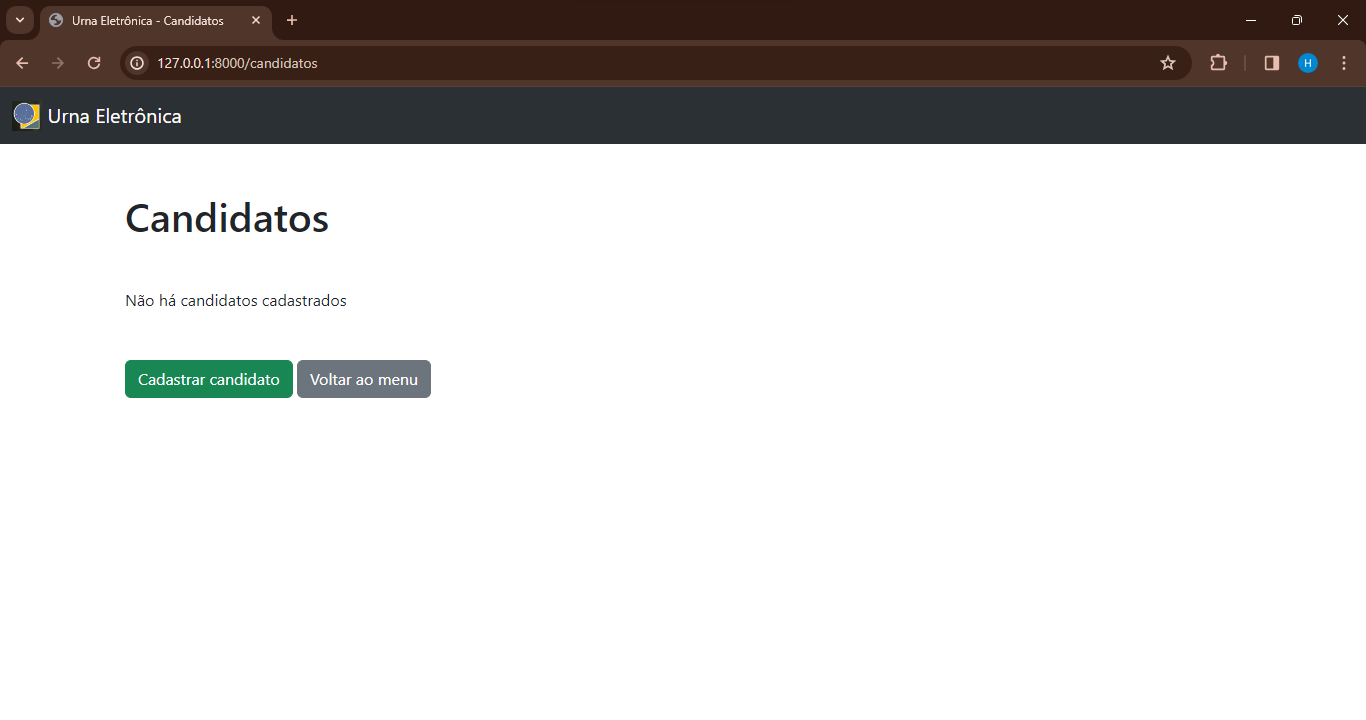 Urna Eletrônica - Candidatos
127.0.0.1:8000/candidatos
H
Urna Eletrônica
Candidatos
Não há candidatos cadastrados
Cadastrar candidato Voltar ao menu